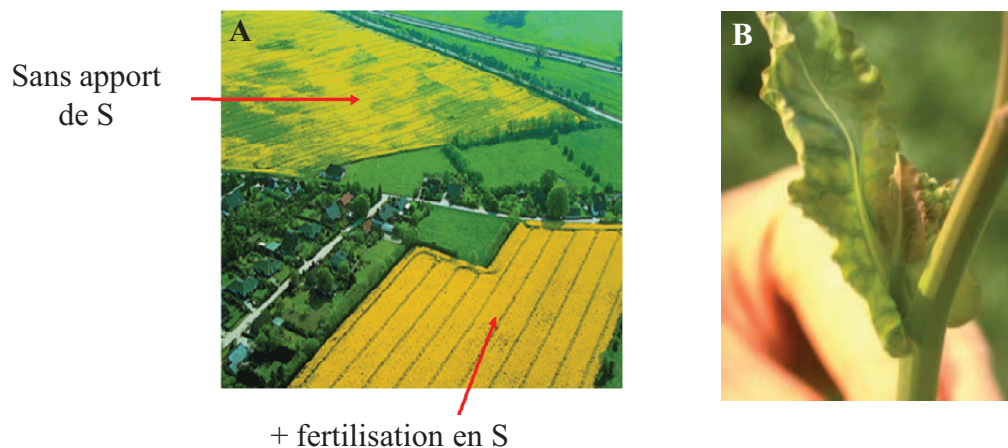 A
B
Sans apport
de S
+ fertilisation en S